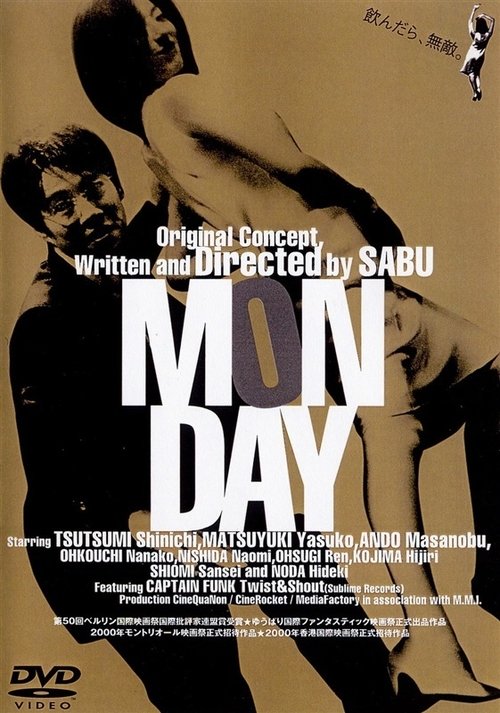 飲んだら、無敵。
Original Concept,
Written and Directed by SABU
MON
DAY
Starring TSUTSUMI Shinichi,MATSUYUKI Yasuko,ANDO Masanobu,
OHKOUCHI Nanako,NISHIDA Naomi,OHSUGI Ren,KOJIMA Hijiri
SHIOMI Sansei and NODA Hideki
Featuring CAPTAIN FUNK Twist&Shout(Sublime Records)
Production CineQuaNon / CineRocket / MediaFactory in association with M.M.I.
第50回ベルリン国際映画祭国際批評家連盟賞受賞★ゆうばり国際ファンタスティック映画祭正式出品作品
2000年モントリオール映画祭正式招待作品★2000年香港国際映画祭正式招待作品
DVD
VIDEO